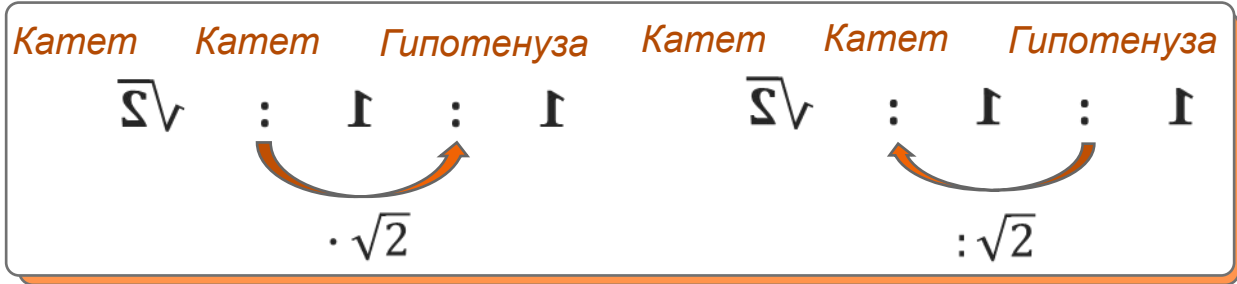 Катет Катет Гипотенуза Катет Катет Гипотенуза
√2 : 1 : 1 √2 : 1 : 1
· √2 : √2